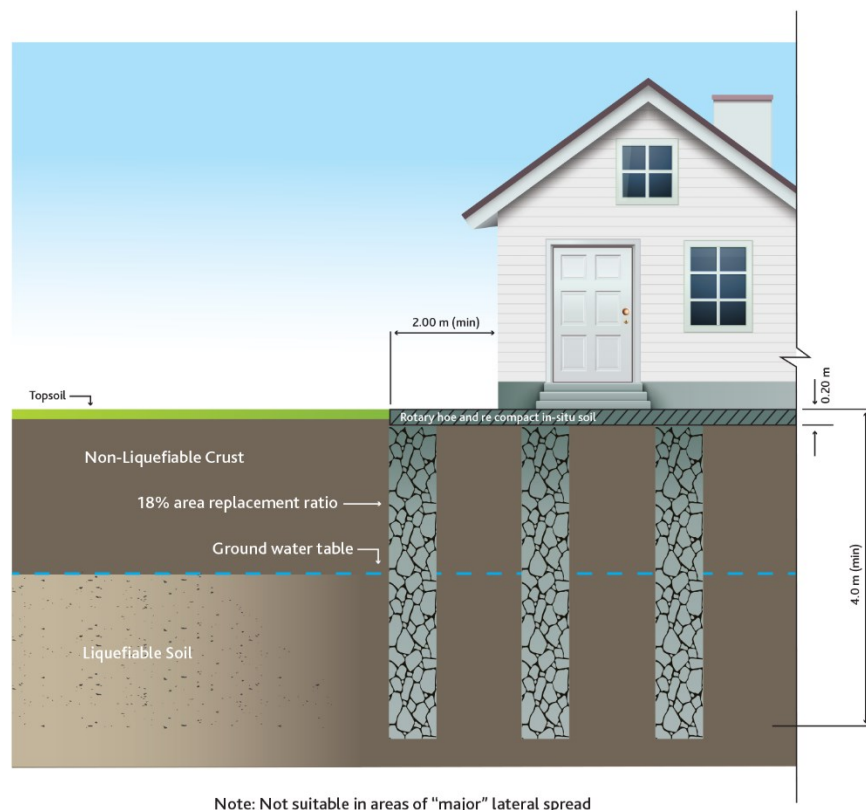 2.00 m (min)
0.20 m
Topsoil
Rotary hoe and re compact in-situ soil
Non-Liquefiable Crust
18% area replacement ratio
Ground water table
4.0 m (min)
Liquefiable Soil
Note: Not suitable in areas of “major” lateral spread